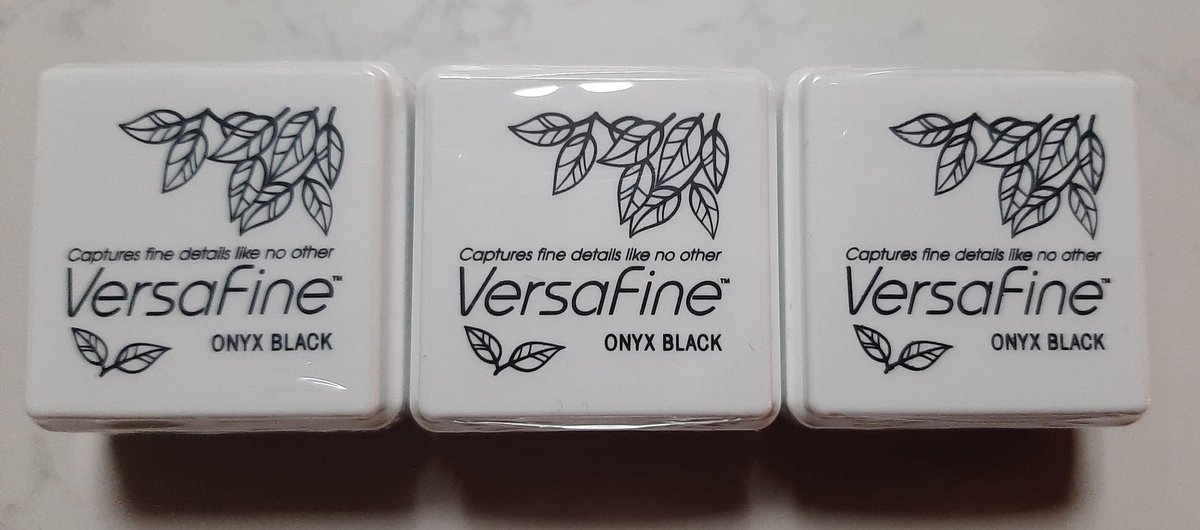 Captures fine details like no other
VersaFine™
ONYX BLACK
Captures fine details like no other
VersaFine™
ONYX BLACK
Captures fine details like no other
VersaFine™
ONYX BLACK